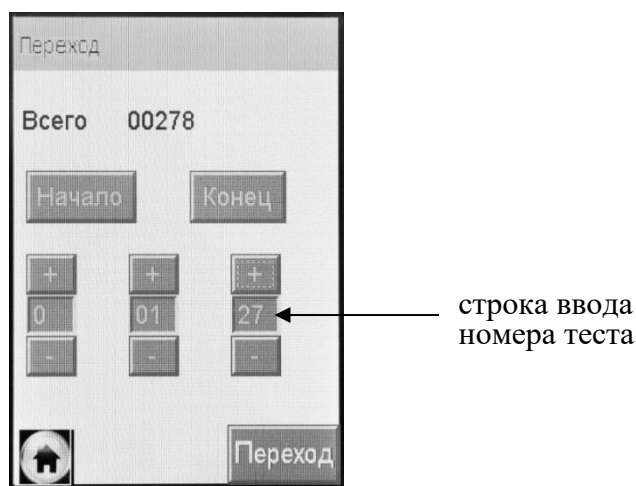 Переход
Всего 00278
Начало Конец
+ + +
0 01 27
- - -
Переход
строка ввода
номера теста